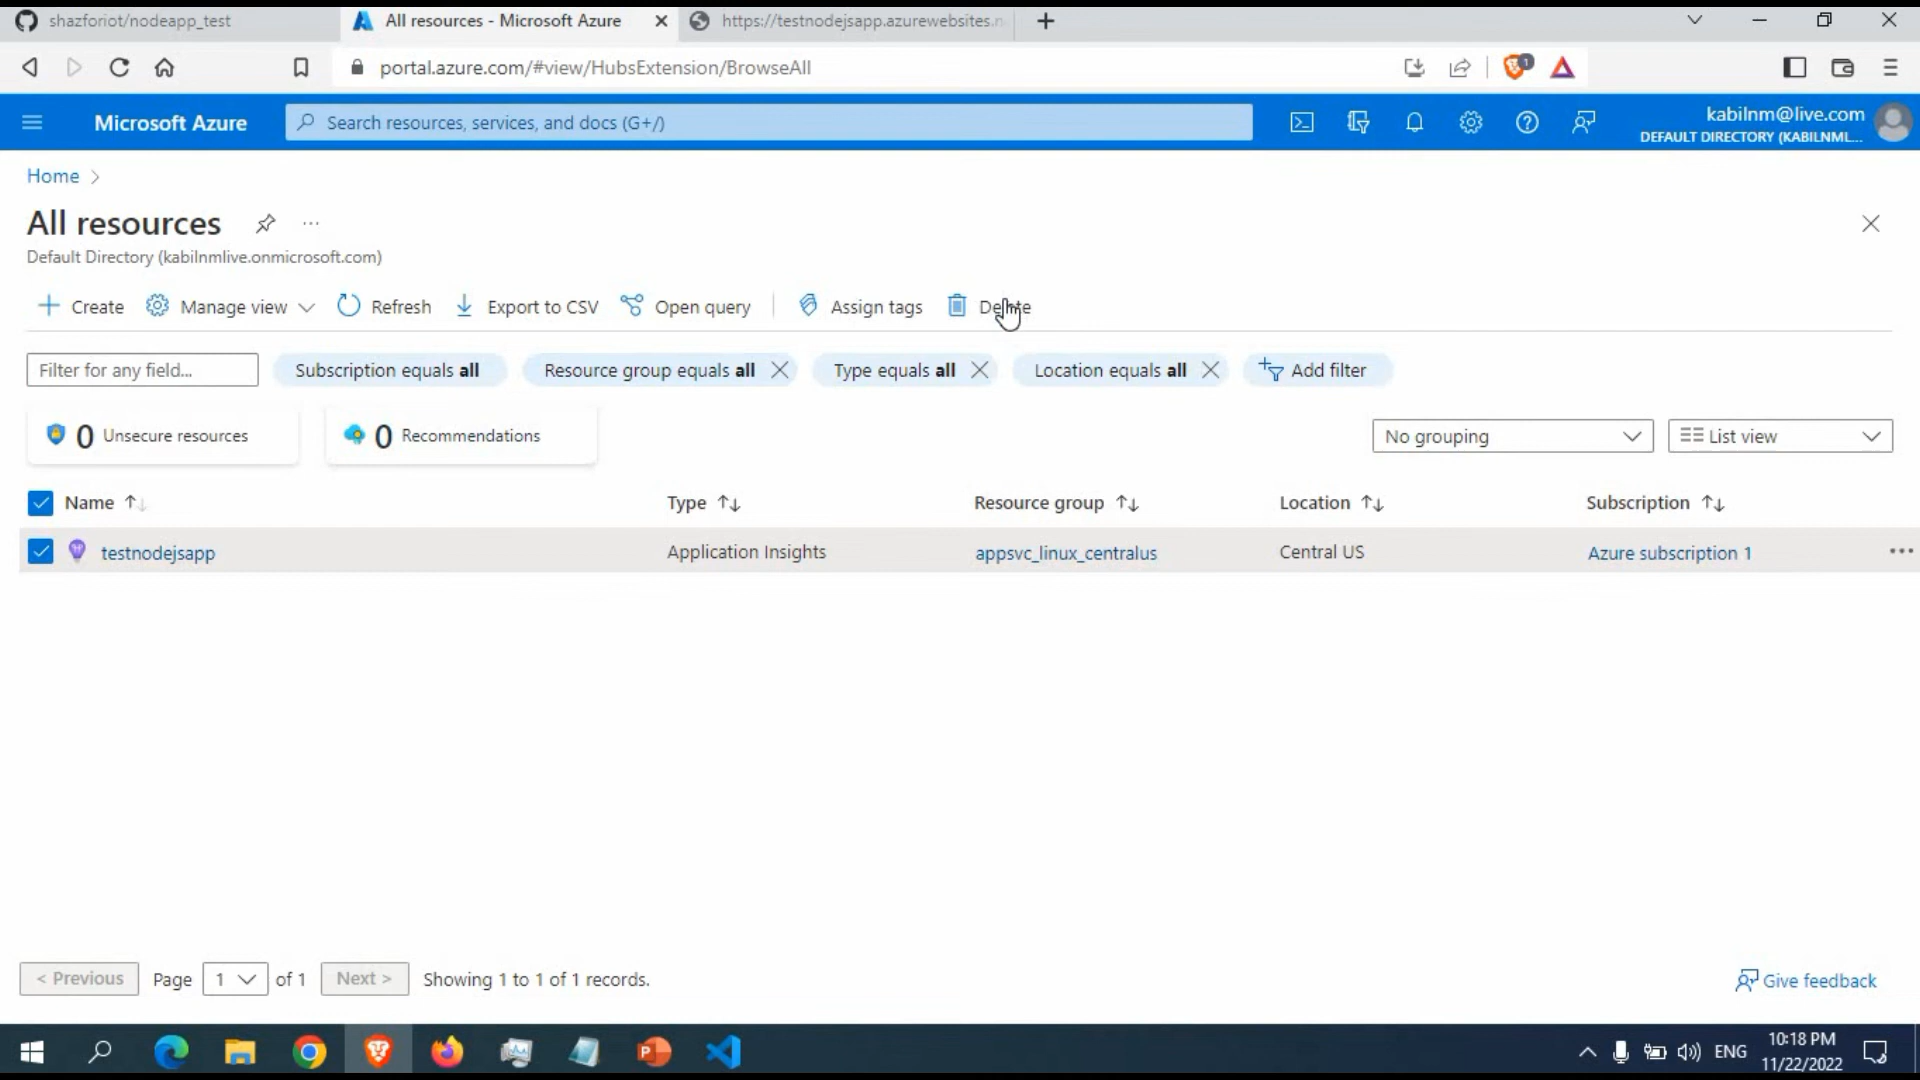 shazforiot/nodeapp_test
All resources - Microsoft Azure
https://testnodejsapp.azurewebsites.n
portal.azure.com/#view/HubsExtension/BrowseAll
1
Microsoft Azure
Search resources, services, and docs (G+/)
kabilnm@live.com
DEFAULT DIRECTORY (KABILNML...
Home >
All resources
...
Default Directory (kabilnmlive.onmicrosoft.com)
Create
Manage view
Refresh
Export to CSV
Open query
Assign tags
Delete
Filter for any field...
Subscription equals all
Resource group equals all
Type equals all
Location equals all
Add filter
0 Unsecure resources
0 Recommendations
No grouping
List view
Name
Type
Resource group
Location
Subscription
testnodejsapp
Application Insights
appsvc_linux_centralus
Central US
Azure subscription 1
...
< Previous
Page
1
of 1
Next >
Showing 1 to 1 of 1 records.
Give feedback
ENG
10:18 PM
11/22/2022